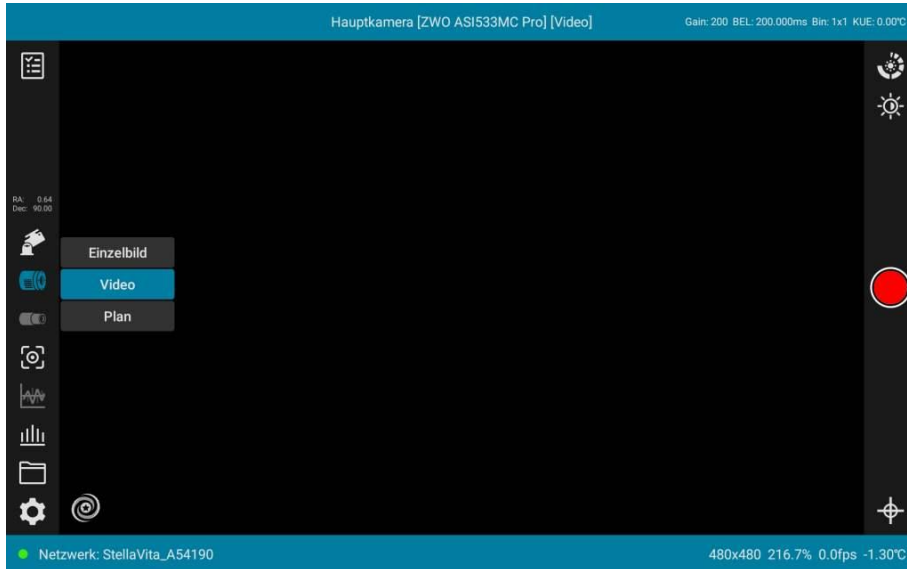 Hauptkamera [ZWO ASI533MC Pro] [Video]
Gain: 200 BEL: 200.000ms Bin: 1x1 KUE: 0.00°C
RA: 0.64
Dec: 90.00
Einzelbild
Video
Plan
Netzwerk: StellaVita_A54190
480x480 216.7% 0.0fps -1.30°C